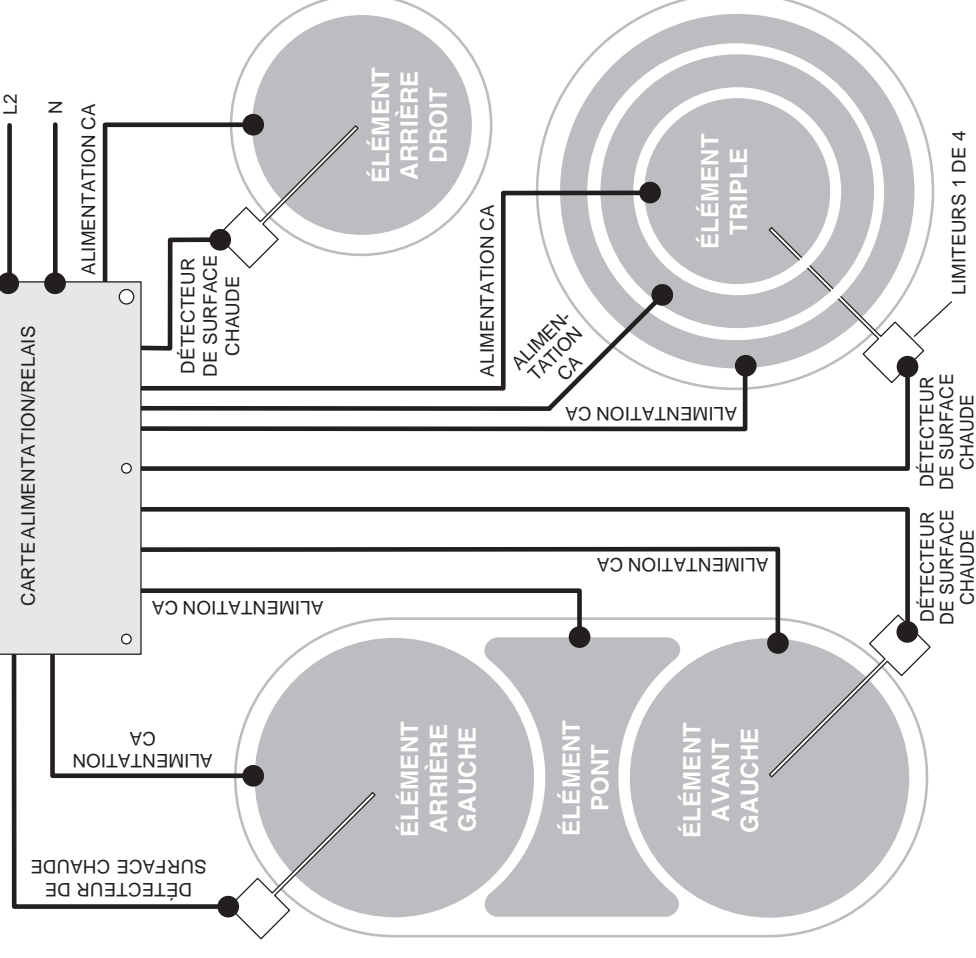 L2
N
ALIMENTATION CA
CARTE ALIMENTATION/RELAIS
ÉLÉMENT
ARRIÈRE
DROIT
DÉTECTEUR
DE SURFACE
CHAUDE
ALIMENTATION CA
ALIMEN-
TATION
CA
ALIMENTATION CA
ÉLÉMENT
TRIPLE
LIMITEURS 1 DE 4
DÉTECTEUR
DE SURFACE
CHAUDE
DÉTECTEUR
DE SURFACE
CHAUDE
ALIMENTATION CA
ALIMENTATION CA
ALIMENTATION
CA
DÉTECTEUR DE
SURFACE CHAUDE
ÉLÉMENT
ARRIÈRE
GAUCHE
ÉLÉMENT
PONT
ÉLÉMENT
AVANT
GAUCHE